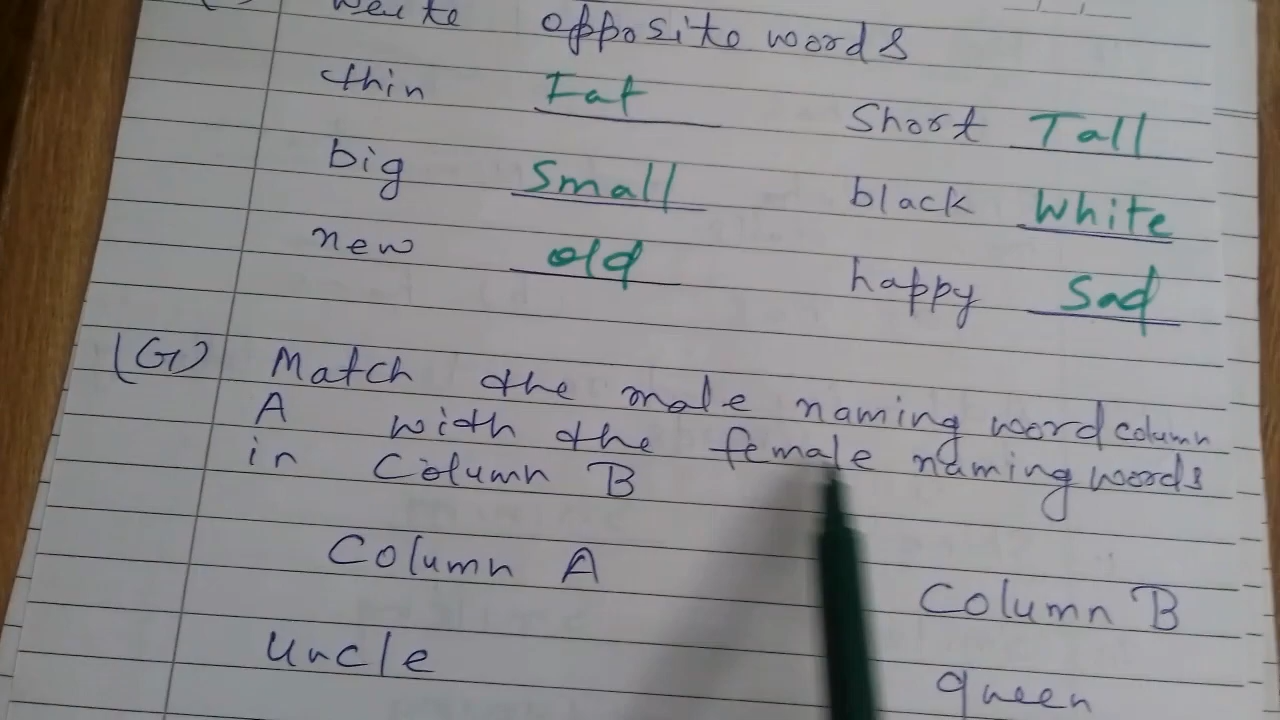 Write opposite words
thin Fat Short Tall
big Small black White
new old happy Sad
(G) Match the male naming word column
A with the female naming words
in Column B
Column A Column B
Uncle queen